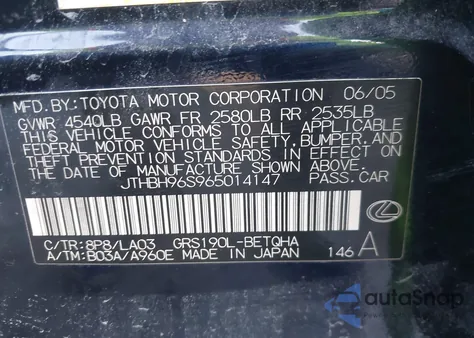 MFD.BY:TOYOTA MOTOR CORPORATION 06/05
GVWR 4540LB GAWR FR 2580LB RR 2535LB
THIS VEHICLE CONFORMS TO ALL APPLICABLE
FEDERAL MOTOR VEHICLE SAFETY, BUMPER, AND
THEFT PREVENTION STANDARDS IN EFFECT ON
THE DATE OF MANUFACTURE SHOWN ABOVE.
JTHBH96S965014147 PASS.CAR
C/TR:8P8/LA03 GRS190L-BETQHA
A/TM:B03A/A960E MADE IN JAPAN 146 A
autoSnap